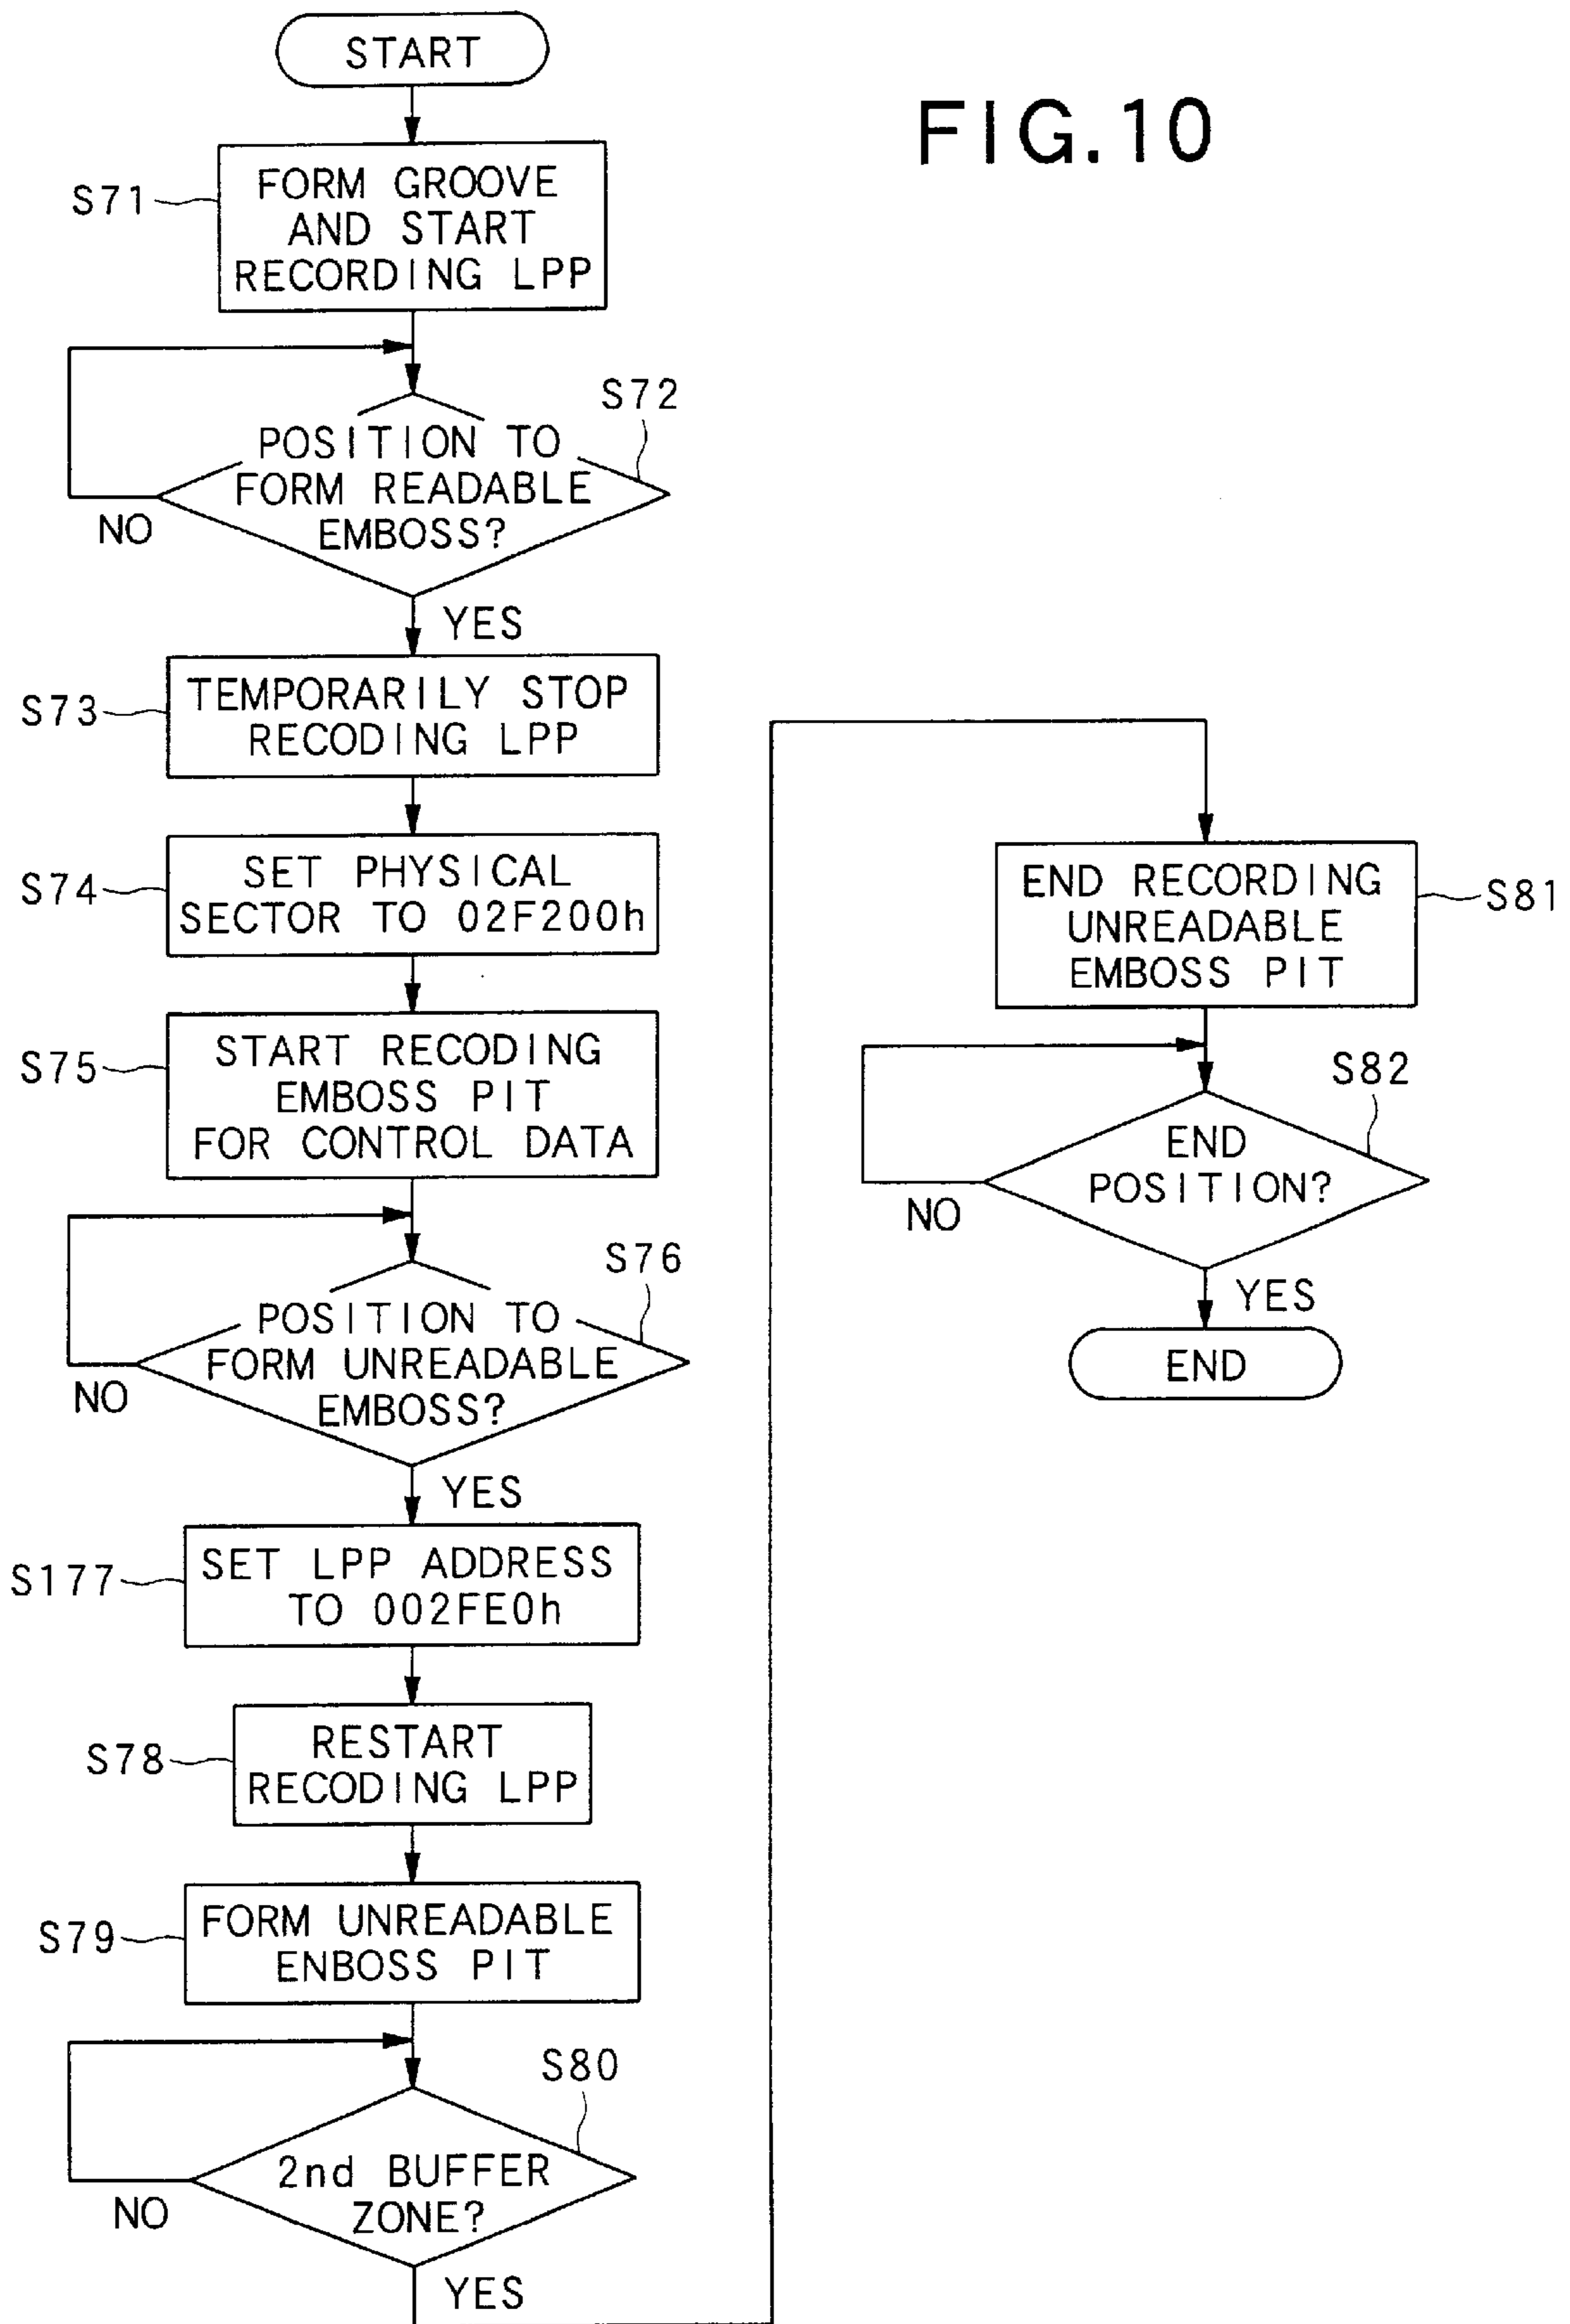 START
FIG.10
S71
FORM GROOVE
AND START
RECORDING LPP
S72
POSITION TO
FORM READABLE
EMBOSS?
NO
YES
S73
TEMPORARILY STOP
RECODING LPP
S74
SET PHYSICAL
SECTOR TO 02F200h
S75
START RECODING
EMBOSS PIT
FOR CONTROL DATA
S76
POSITION TO
FORM UNREADABLE
EMBOSS?
NO
YES
S177
SET LPP ADDRESS
TO 002FE0h
S78
RESTART
RECODING LPP
S79
FORM UNREADABLE
ENBOSS PIT
S80
2nd BUFFER
ZONE?
NO
YES
END RECORDING
UNREADABLE
EMBOSS PIT
S81
S82
END
POSITION?
NO
YES
END